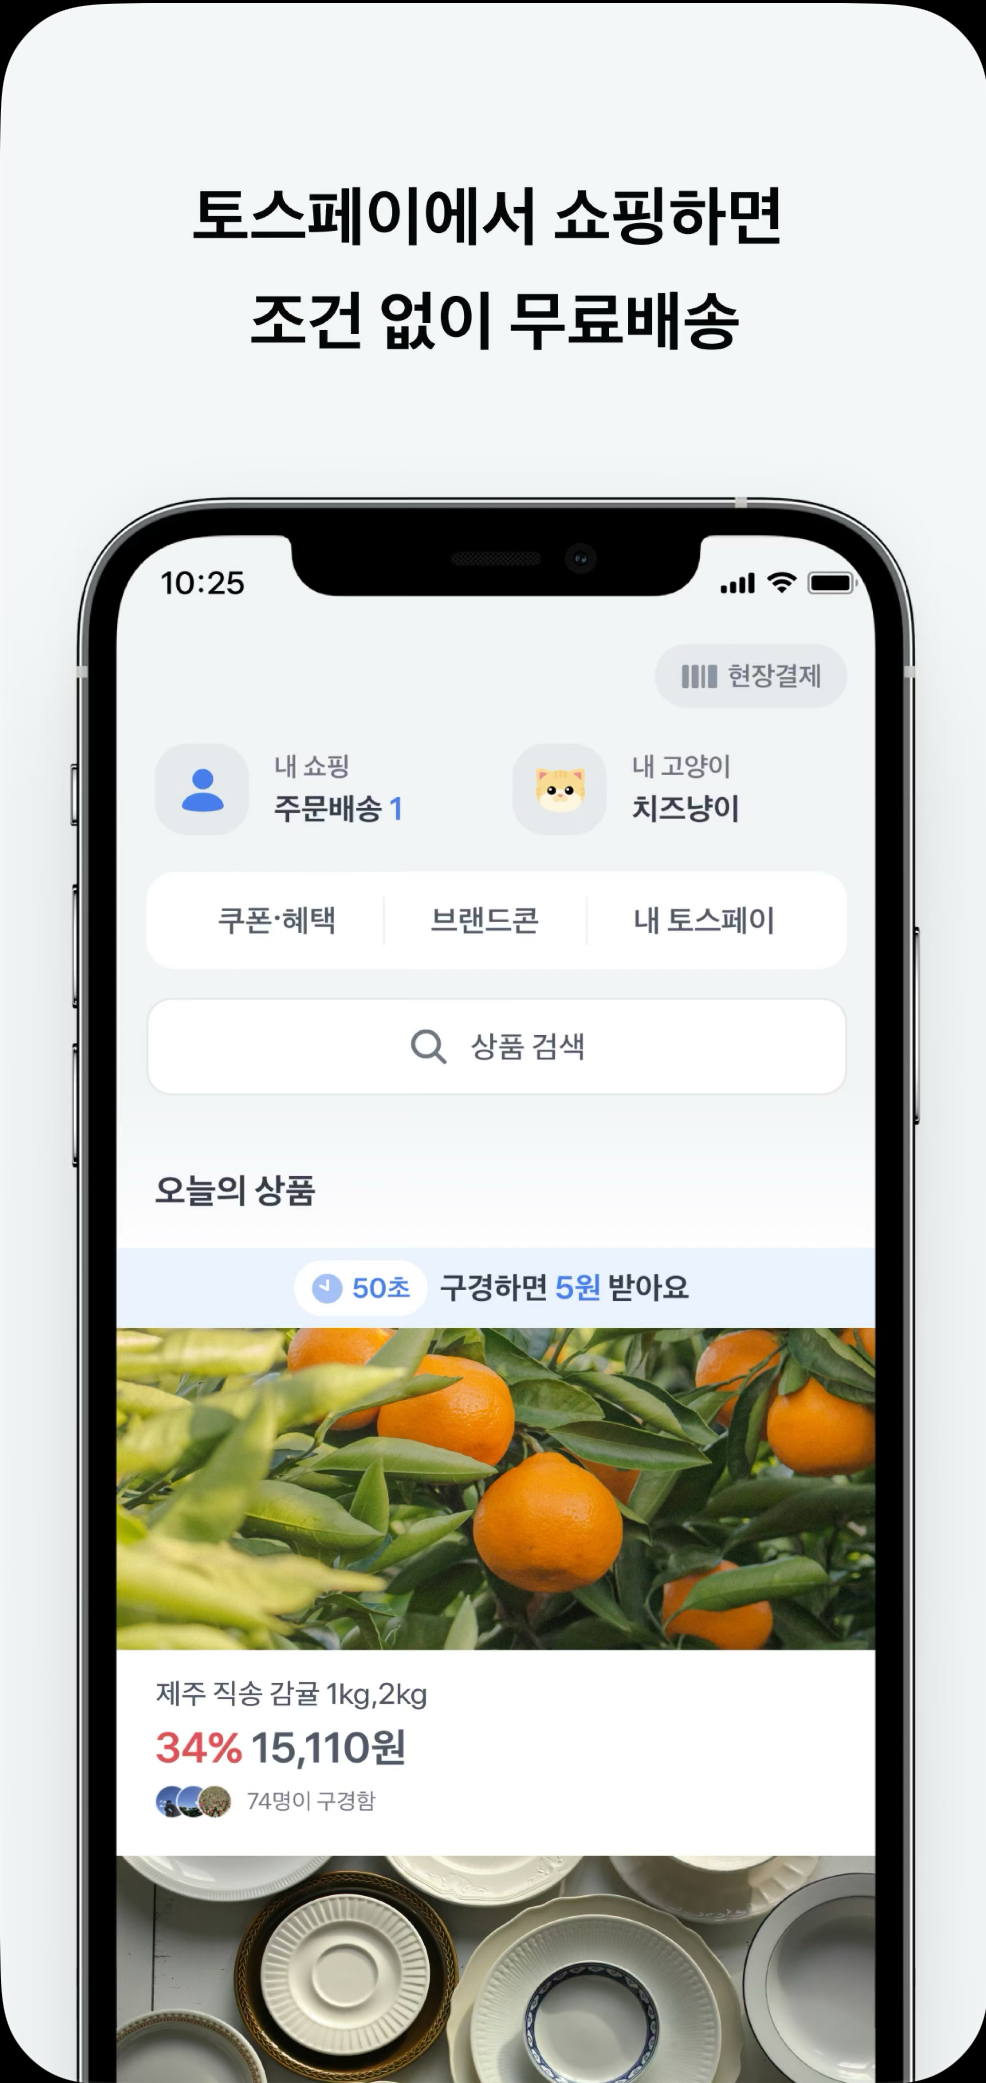 토스페이에서 쇼핑하면
조건 없이 무료배송
10:25
현장결제
내 쇼핑
주문배송 1
내 고양이
치즈냥이
쿠폰·혜택
브랜드콘
내 토스페이
상품 검색
오늘의 상품
50초 구경하면 5원 받아요
제주 직송 감귤 1kg,2kg
34% 15,110원
74명이 구경함